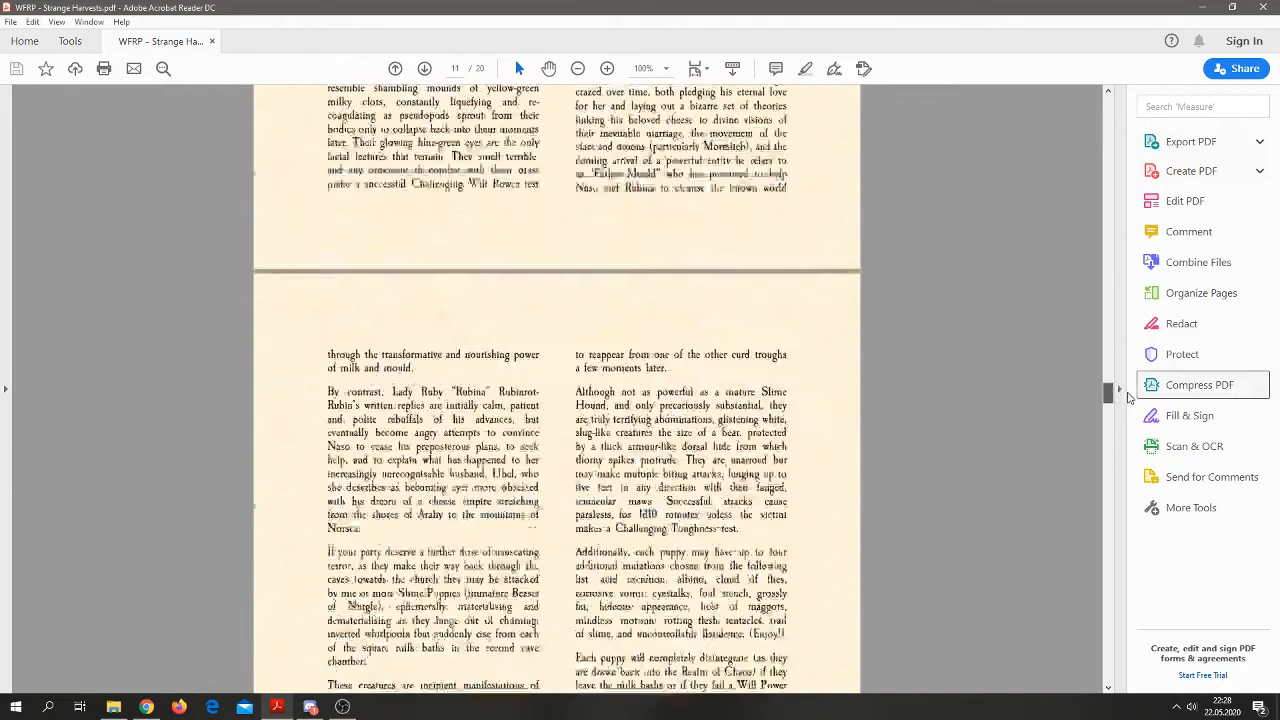 WFRP - Strange Harvests.pdf - Adobe Acrobat Reader DC
File Edit View Window Help
Home Tools WFRP - Strange Ha... ×
Sign In
11 / 20 100%
Share
Search 'Measure'
Export PDF
Create PDF
Edit PDF
Comment
Combine Files
Organize Pages
Redact
Protect
Compress PDF
Fill & Sign
Scan & OCR
Send for Comments
More Tools
Create, edit and sign PDF
forms & agreements
Start Free Trial
resemble shambling mounds of yellow-green
milky clots, constantly liquefying and re-
coagulating as pseudopods sprout from their
bodies only to collapse back into them moments
later. Their glowing blue-green eyes are the only
facial features that remain. They smell terrible
and any
make a successful Challenging Will Power test
crazed over time, both pledging his eternal love
for her and laying out a bizarre set of theories
linking his beloved cheese to divine visions of
their inevitable marriage, the movement of the
stars and moons (particularly Morrslieb), and the
coming arrival of a powerful entity he refers to
as who has promised to help
Naso and Rubina to cleanse the known world
through the transformative and nourishing power
of milk and mould.
By contrast, Lady Ruby "Rubina" Rubinrot-
Rubin's written replies are initially calm, patient
and polite rebuffals of his advances, but
eventually become angry attempts to convince
Naso to cease his preposterous plans, to seek
help, and to explain what has happened to her
increasingly unrecognisable husband, Ubel, who
she describes as becoming ever more obsessed
with his dream of a cheese empire stretching
from the shores of Araby to the mountains of
Norsca.
If your party deserve a further dose of nauseating
terror, as they make their way back through the
caves towards the church they may be attacked
by one or more Slime Puppies (immature Beasts
of Nurgle), ephemerally materialising and
dematerialising as they lunge out of churning
inverted whirlpools that suddenly rise from each
of the square milk baths in the second cave
chamber.
These creatures are incipient manifestations of
to reappear from one of the other curd troughs
a few moments later.
Although not as powerful as a mature Slime
Hound, and only precariously substantial, they
are truly terrifying abominations, glistening white,
slug-like creatures the size of a bear, protected
by a thick armour-like dorsal hide from which
thorny spikes protrude. They are unarmed but
may make multiple biting attacks, lunging up to
five feet in any direction with their fanged,
maws. Successful attacks cause
paralysis, for 1d10 rounds unless the victim
makes a Challenging Toughness test.
Additionally, each puppy may have up to four
additional mutations chosen from the following
list: acid excretion, albino, cloud of flies,
corrosive vomit, eyestalks, foul stench, grossly
fat, hideous appearance, host of maggots,
mindless, moronic, rotting flesh, tentacles, trail
of slime, and uncontrollable flatulence. (Enjoy!)
Each puppy will completely disintegrate (as they
are drawn back into the Realm of Chaos) if they
leave the milk baths or if they fail a Will Power
22:28
22.05.2020